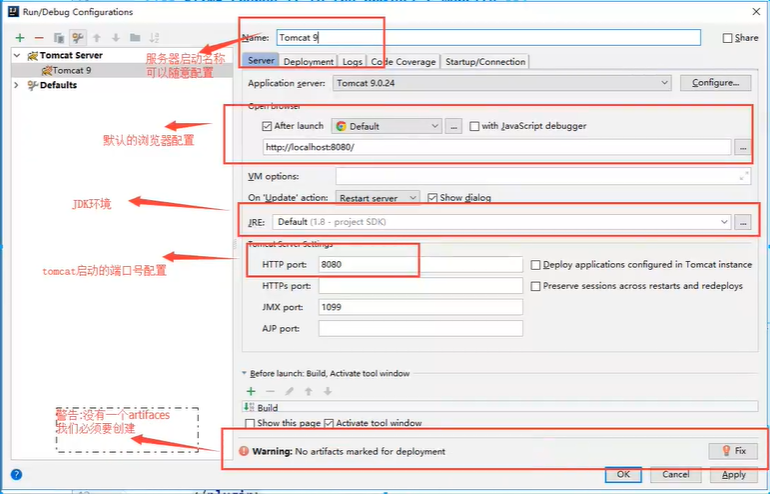 Run/Debug Configurations
Name: Tomcat 9
Share
Tomcat Server
Tomcat 9
Defaults
服务器启动名称
可以随意配置
Server Deployment Logs Code Coverage Startup/Connection
Application server: Tomcat 9.0.24 Configure...
Open browser
After launch Default ... with JavaScript debugger
默认的浏览器配置
http://localhost:8080/ ...
VM options:
On 'Update' action: Restart server Show dialog
JDK环境
JRE: Default (1.8 - project SDK) ...
Tomcat Server Settings
HTTP port: 8080 Deploy applications configured in Tomcat instance
tomcat启动的端口号配置
HTTPs port: Preserve sessions across restarts and redeploys
JMX port: 1099
AJP port:
Before launch: Build, Activate tool window
Build
警告:没有一个artifaces
我们必须要创建
Show this page Activate tool window
Warning: No artifacts marked for deployment Fix
OK Cancel Apply